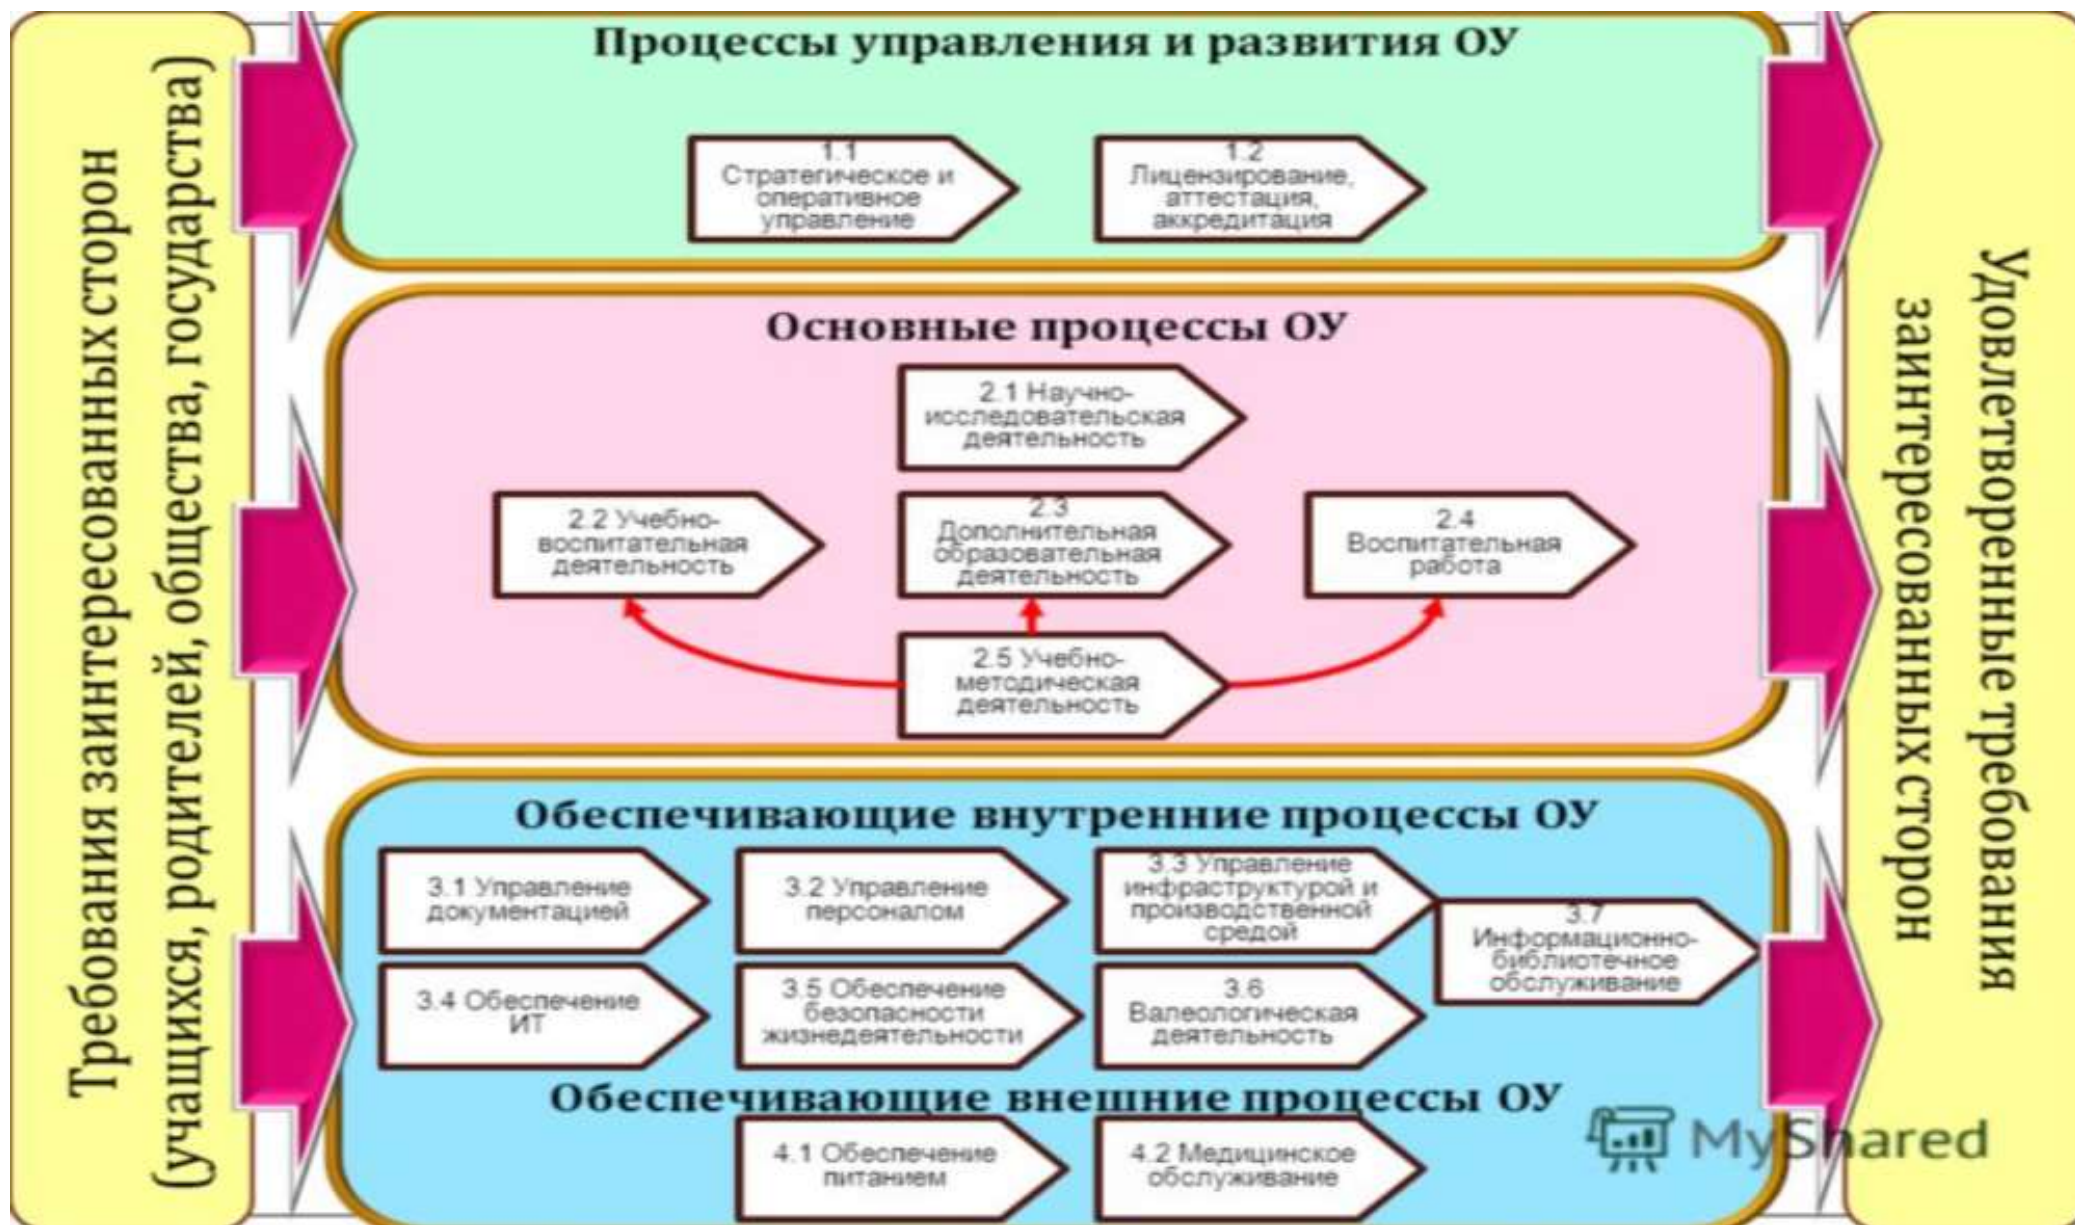 Требования заинтересованных сторон
(учащихся, родителей, общества, государства)
Процессы управления и развития ОУ
1.1
Стратегическое и
оперативное
управление
1.2
Лицензирование,
аттестация,
аккредитация
Основные процессы ОУ
2.1 Научно-
исследовательская
деятельность
2.2 Учебно-
воспитательная
деятельность
2.3
Дополнительная
образовательная
деятельность
2.4
Воспитательная
работа
2.5 Учебно-
методическая
деятельность
Обеспечивающие внутренние процессы ОУ
3.1 Управление
документацией
3.2 Управление
персоналом
3.3 Управление
инфраструктурой и
производственной
средой
3.7
Информационно-
библиотечное
обслуживание
3.4 Обеспечение
ИТ
3.5 Обеспечение
безопасности
жизнедеятельности
3.6
Валеологическая
деятельность
Обеспечивающие внешние процессы ОУ
4.1 Обеспечение
питанием
4.2 Медицинское
обслуживание
Удовлетворенные требования
заинтересованных сторон
MyShared